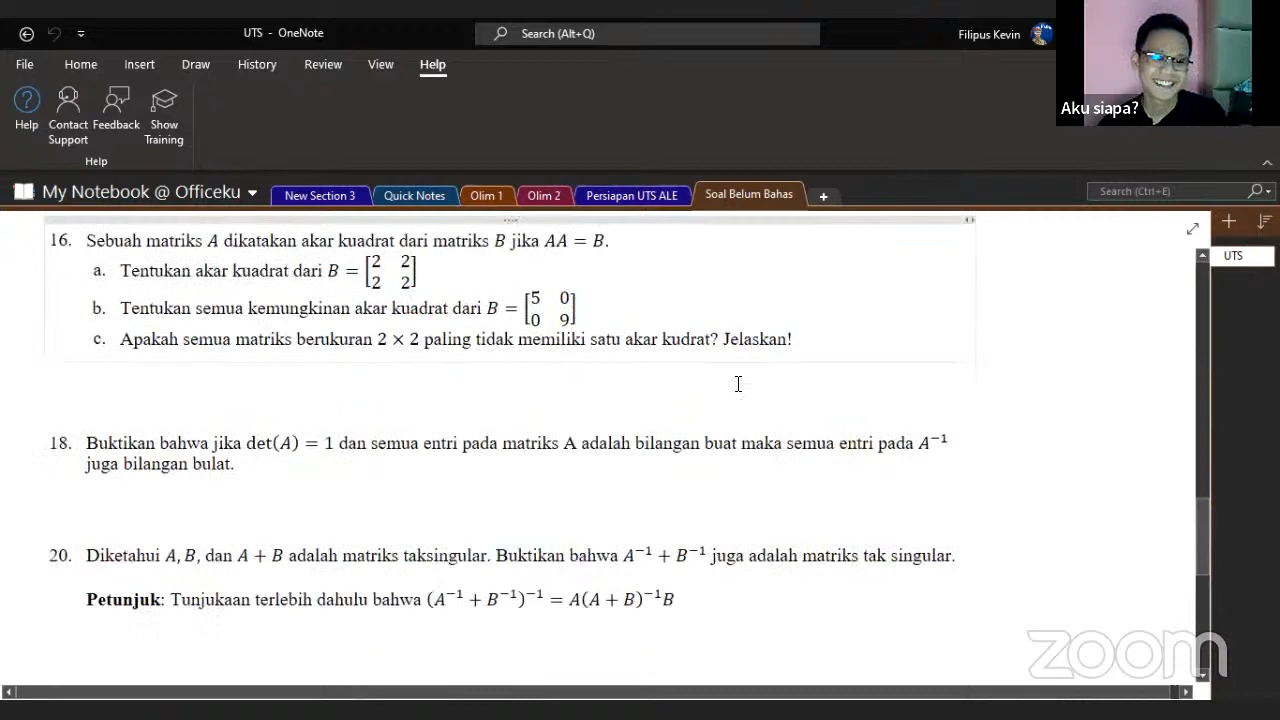 UTS - OneNote
Search (Alt+Q)
Filipus Kevin
Aku siapa?
File Home Insert Draw History Review View Help
Help Contact Support Feedback Show Training
Help
My Notebook @ Officeku
New Section 3 Quick Notes Olim 1 Olim 2 Persiapan UTS ALE Soal Belum Bahas
Search (Ctrl+E)
UTS
16. Sebuah matriks A dikatakan akar kuadrat dari matriks B jika AA = B.
a. Tentukan akar kuadrat dari B = [2 2; 2 2]
b. Tentukan semua kemungkinan akar kuadrat dari B = [5 0; 0 9]
c. Apakah semua matriks berukuran 2 × 2 paling tidak memiliki satu akar kudrat? Jelaskan!
18. Buktikan bahwa jika det(A) = 1 dan semua entri pada matriks A adalah bilangan buat maka semua entri pada A⁻¹
juga bilangan bulat.
20. Diketahui A, B, dan A + B adalah matriks taksingular. Buktikan bahwa A⁻¹ + B⁻¹ juga adalah matriks tak singular.
Petunjuk: Tunjukaan terlebih dahulu bahwa (A⁻¹ + B⁻¹)⁻¹ = A(A + B)⁻¹B
zoom